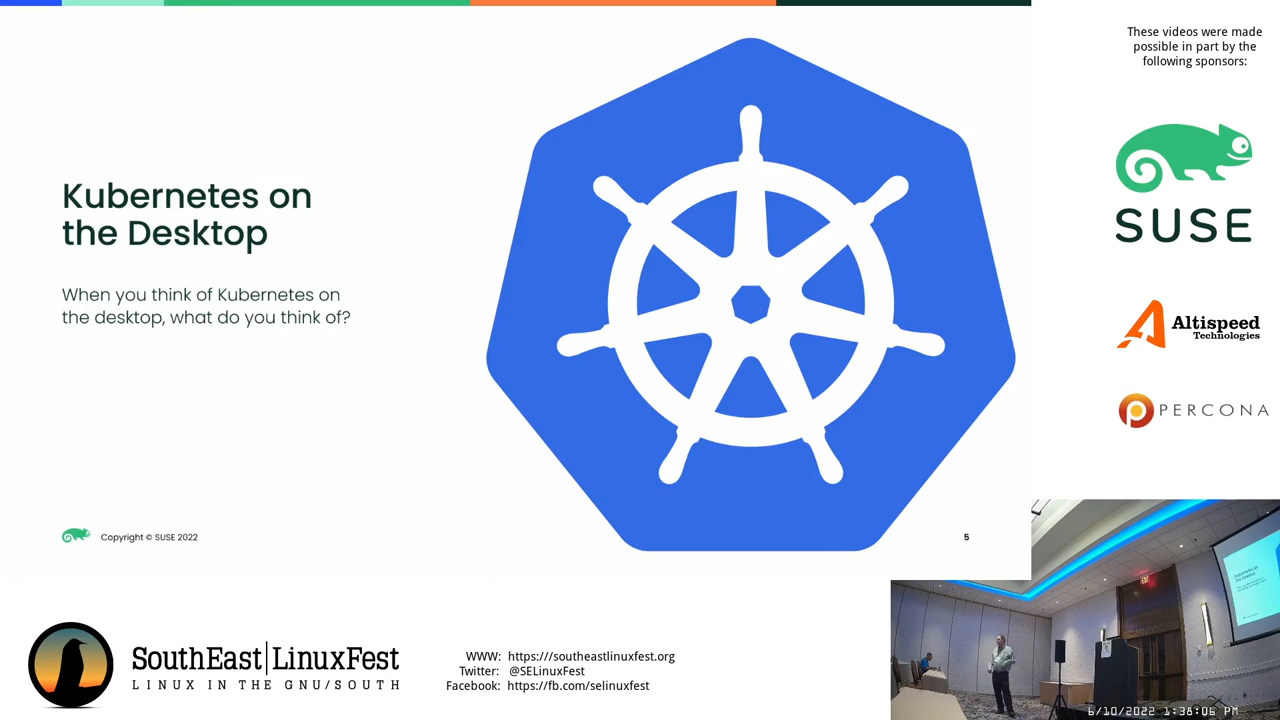 Kubernetes on
the Desktop
When you think of Kubernetes on
the desktop, what do you think of?
Copyright © SUSE 2022
5
These videos were made
possible in part by the
following sponsors:
SUSE
Altispeed
Technologies
PERCONA
SouthEast|LinuxFest
LINUX IN THE GNU/SOUTH
WWW: https:///southeastlinuxfest.org
Twitter: @SELinuxFest
Facebook: https://fb.com/selinuxfest
6/10/2022 1:38:06 PM